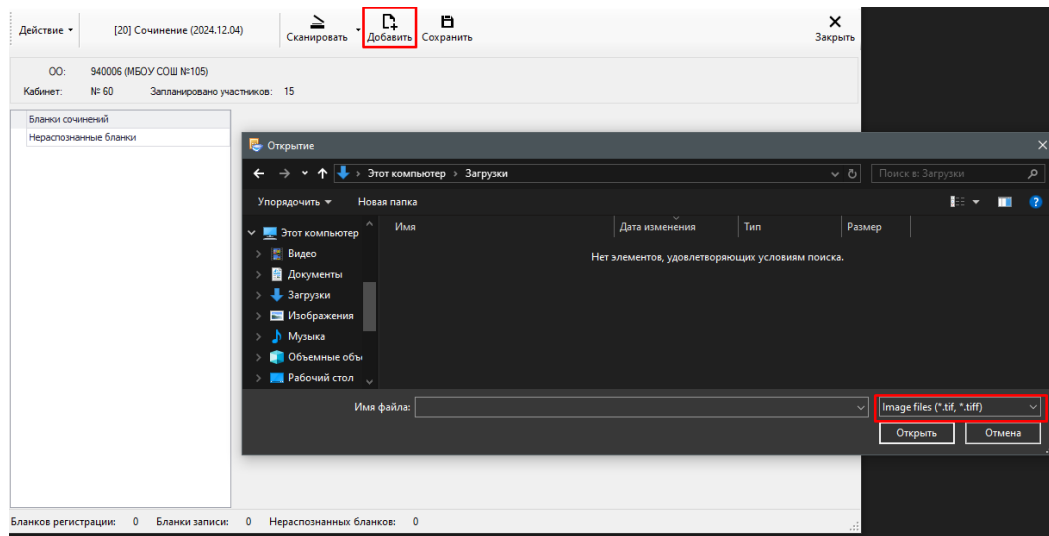 Действие [20] Сочинение (2024.12.04) Сканировать Добавить Сохранить Закрыть
ОО: 940006 (МБОУ СОШ №105)
Кабинет: № 60 Запланировано участников: 15
Бланки сочинений
Нераспознанные бланки
Открытие
Этот компьютер › Загрузки Поиск в: Загрузки
Упорядочить Новая папка
Имя Дата изменения Тип Размер
Нет элементов, удовлетворяющих условиям поиска.
Этот компьютер
Видео
Документы
Загрузки
Изображения
Музыка
Объемные объ
Рабочий стол
Имя файла: Image files (*.tif, *.tiff)
Открыть Отмена
Бланков регистрации: 0 Бланки записи: 0 Нераспознанных бланков: 0